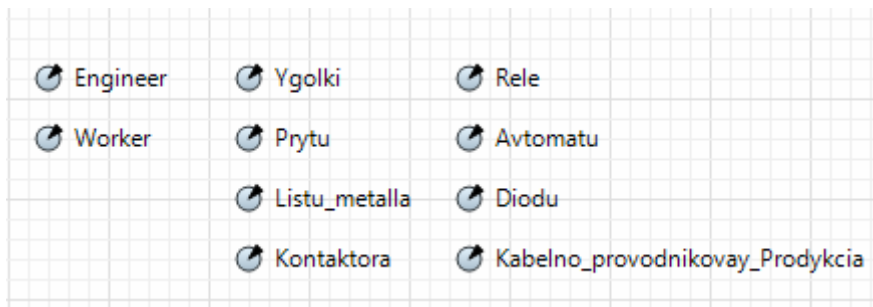 Engineer Ygolki Rele
Worker Prytu Avtomatu
Listu_metalla Diodu
Kontaktora Kabelno_provodnikovay_Prodykcia